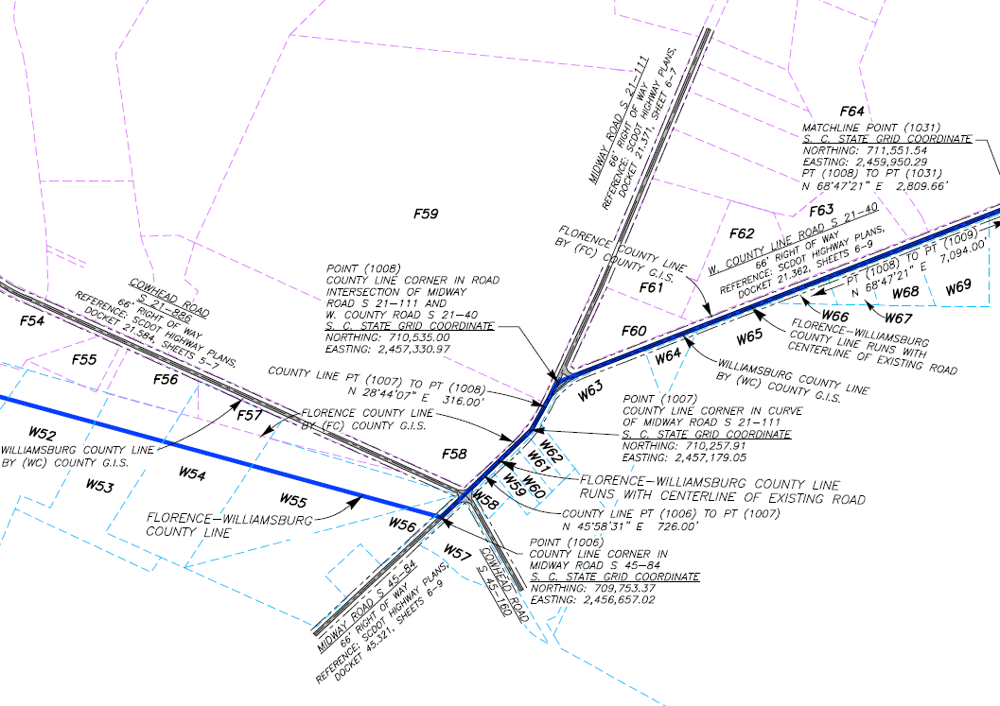 MIDWAY ROAD S 21-111
66' RIGHT OF WAY
REFERENCE: SCDOT HIGHWAY PLANS,
DOCKET 21.371, SHEET 6-7
F64
MATCHLINE POINT (1031)
S. C. STATE GRID COORDINATE
NORTHING: 711,551.54
EASTING: 2,459,950.29
PT (1008) TO PT (1031)
N 68°47'21" E 2,809.66'
F59
F63
F62
F61
F60
W. COUNTY LINE ROAD S 21-40
66' RIGHT OF WAY
REFERENCE: SCDOT HIGHWAY PLANS,
DOCKET 21.362, SHEETS 6-9
FLORENCE COUNTY LINE
BY (FC) COUNTY G.I.S.
PT (1008) TO PT (1009)
N 68°47'21" E 7,094.00'
POINT (1008)
COUNTY LINE CORNER IN ROAD
INTERSECTION OF MIDWAY
ROAD S 21-111 AND
W. COUNTY ROAD S 21-40
S. C. STATE GRID COORDINATE
NORTHING: 710,535.00
EASTING: 2,457,330.97
COWHEAD ROAD
S 21-886
66' RIGHT OF WAY
REFERENCE: SCDOT HIGHWAY PLANS,
DOCKET 21.584, SHEETS 5-7
F54
F55
F56
F57
F58
W69
W68
W67
W66
W65
W64
W63
FLORENCE-WILLIAMSBURG
COUNTY LINE RUNS WITH
CENTERLINE OF EXISTING ROAD
WILLIAMSBURG COUNTY LINE
BY (WC) COUNTY G.I.S.
COUNTY LINE PT (1007) TO PT (1008)
N 28°44'07" E 316.00'
FLORENCE COUNTY LINE
BY (FC) COUNTY G.I.S.
POINT (1007)
COUNTY LINE CORNER IN CURVE
OF MIDWAY ROAD S 21-111
S. C. STATE GRID COORDINATE
NORTHING: 710,257.91
EASTING: 2,457,179.05
W52
WILLIAMSBURG COUNTY LINE
BY (WC) COUNTY G.I.S.
W53
W54
W55
W56
W57
W58
W59
W60
W61
W62
FLORENCE-WILLIAMSBURG COUNTY LINE
RUNS WITH CENTERLINE OF EXISTING ROAD
COUNTY LINE PT (1006) TO PT (1007)
N 45°58'31" E 726.00'
FLORENCE-WILLIAMSBURG
COUNTY LINE
POINT (1006)
COUNTY LINE CORNER IN
MIDWAY ROAD S 45-84
S. C. STATE GRID COORDINATE
NORTHING: 709,753.37
EASTING: 2,456,657.02
COWHEAD ROAD
S 45-160
MIDWAY ROAD S 45-84
66' RIGHT OF WAY
REFERENCE: SCDOT HIGHWAY PLANS,
DOCKET 45.321, SHEETS 6-9